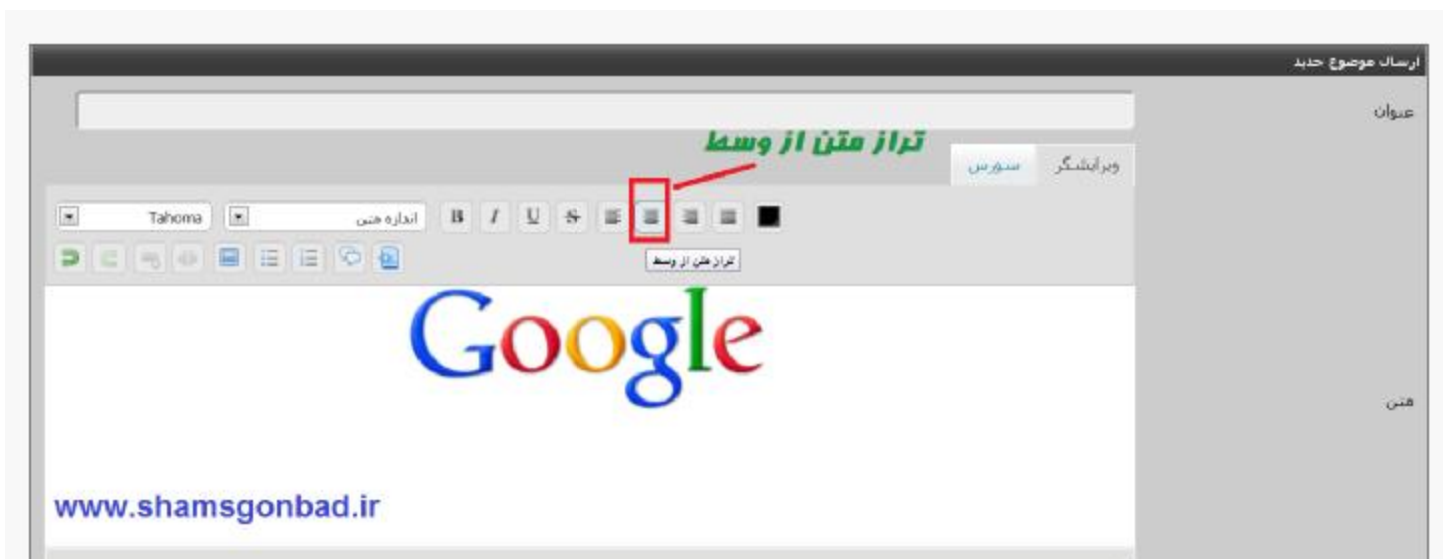 ارسال موضوع جدید
عنوان
تراز متن از وسط
ویرایشگر سورس
Tahoma اندازه متن B I U S
تراز متن از وسط
Google
متن
www.shamsgonbad.ir